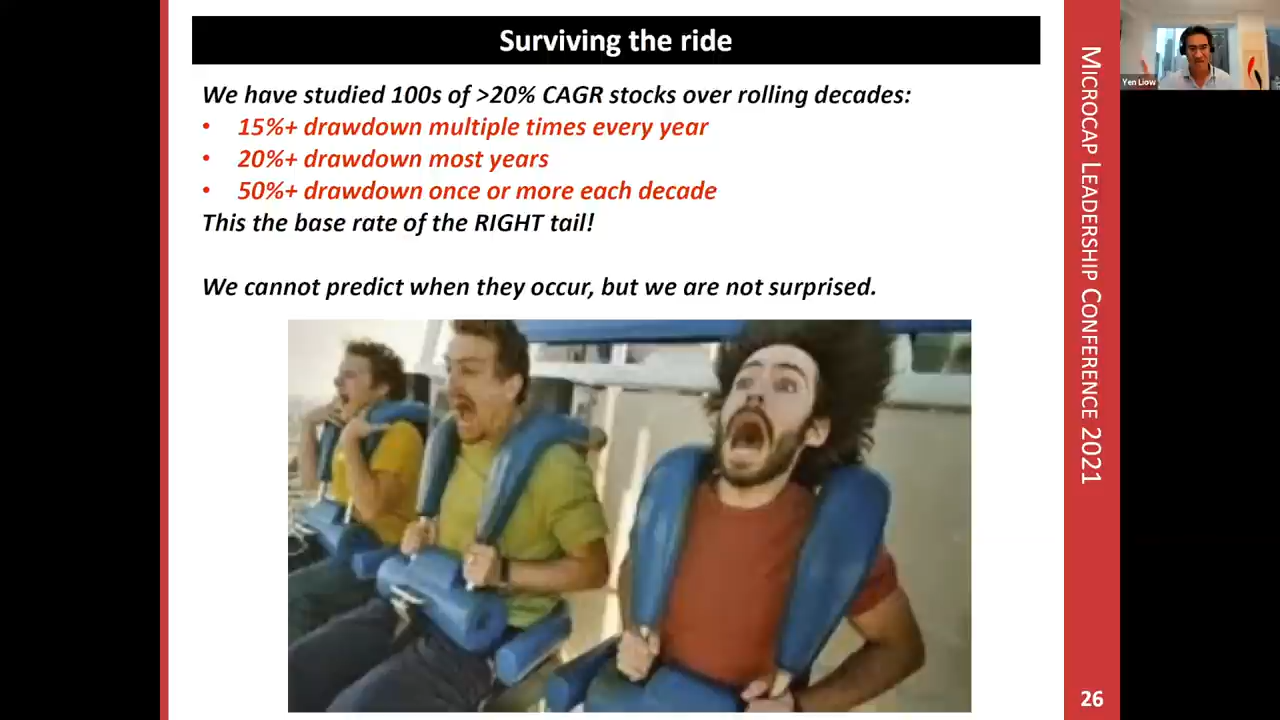 Surviving the ride
We have studied 100s of >20% CAGR stocks over rolling decades:
• 15%+ drawdown multiple times every year
• 20%+ drawdown most years
• 50%+ drawdown once or more each decade
This the base rate of the RIGHT tail!
We cannot predict when they occur, but we are not surprised.
MICROCAP LEADERSHIP CONFERENCE 2021
26
Yen Liow